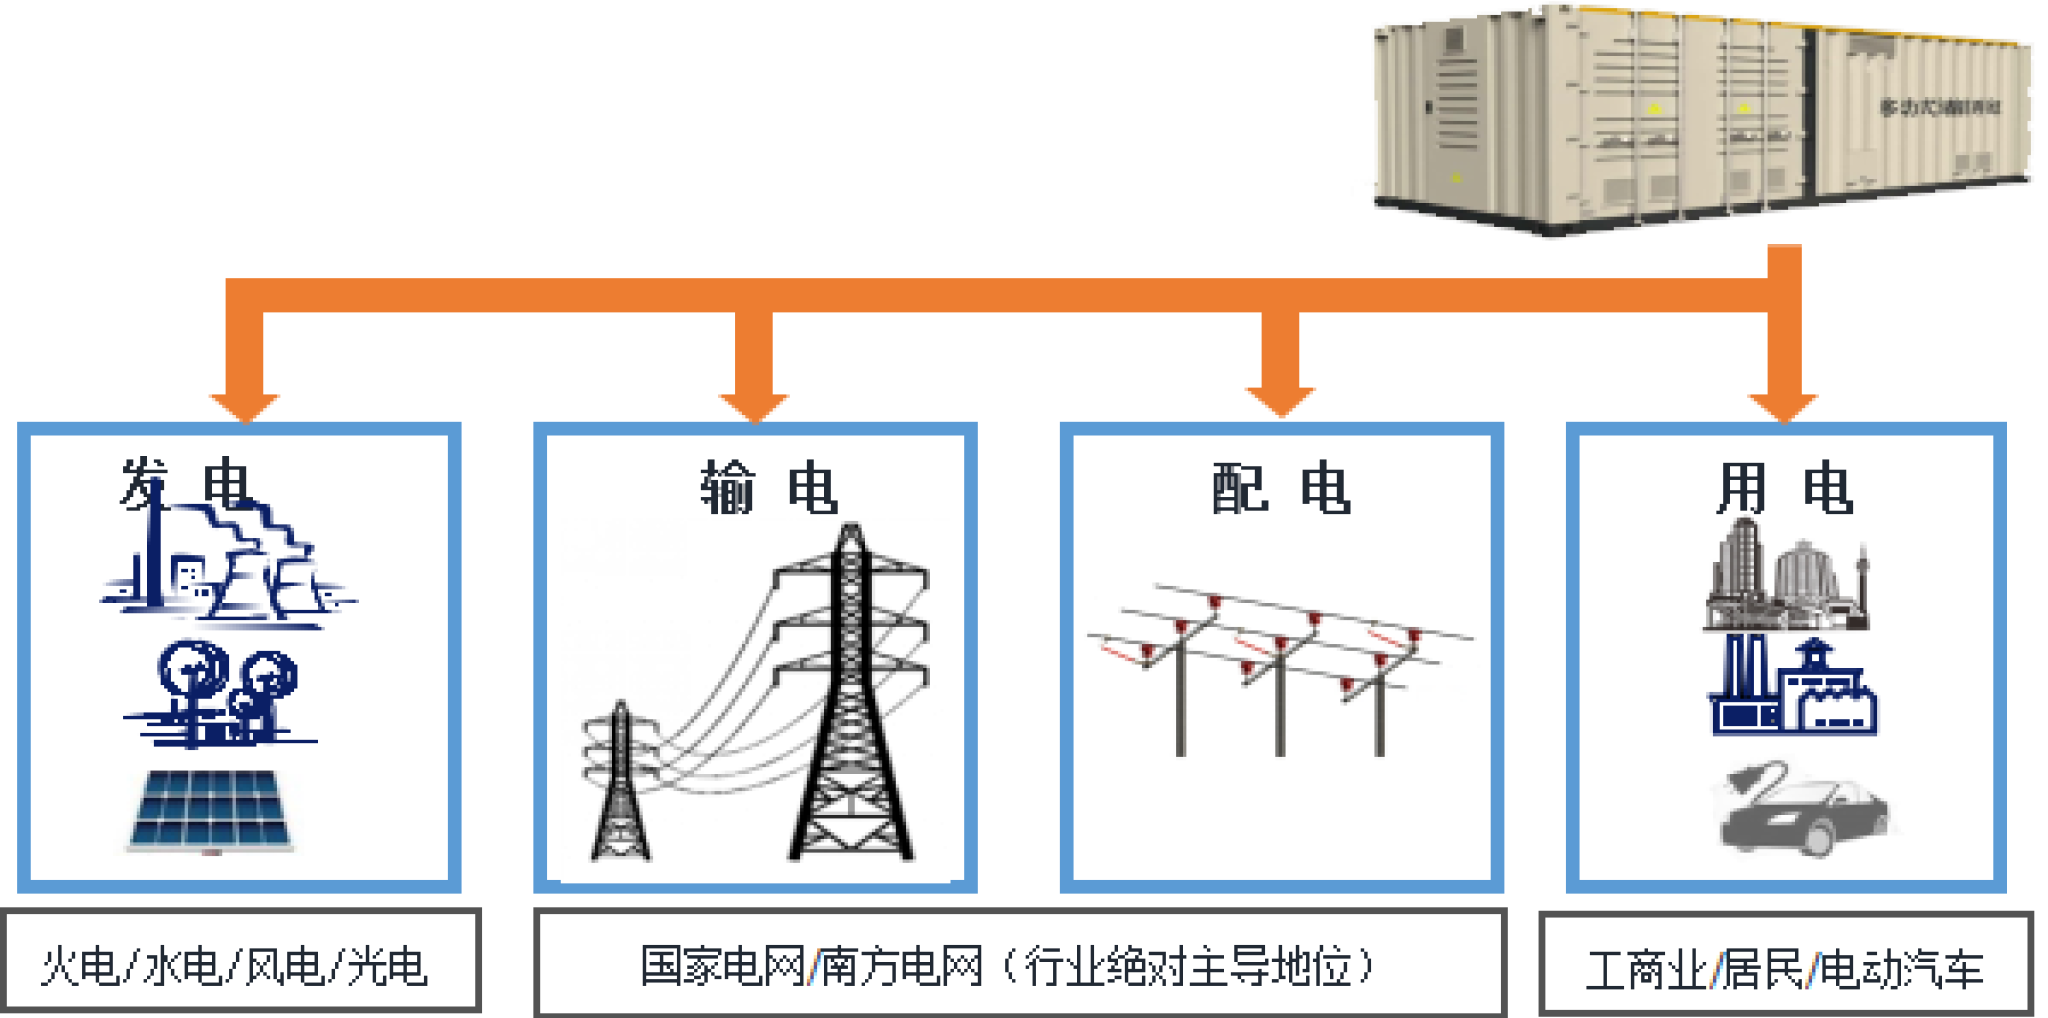 发 电
输 电
配 电
用 电
火电/水电/风电/光电
国家电网/南方电网（行业绝对主导地位）
工商业/居民/电动汽车